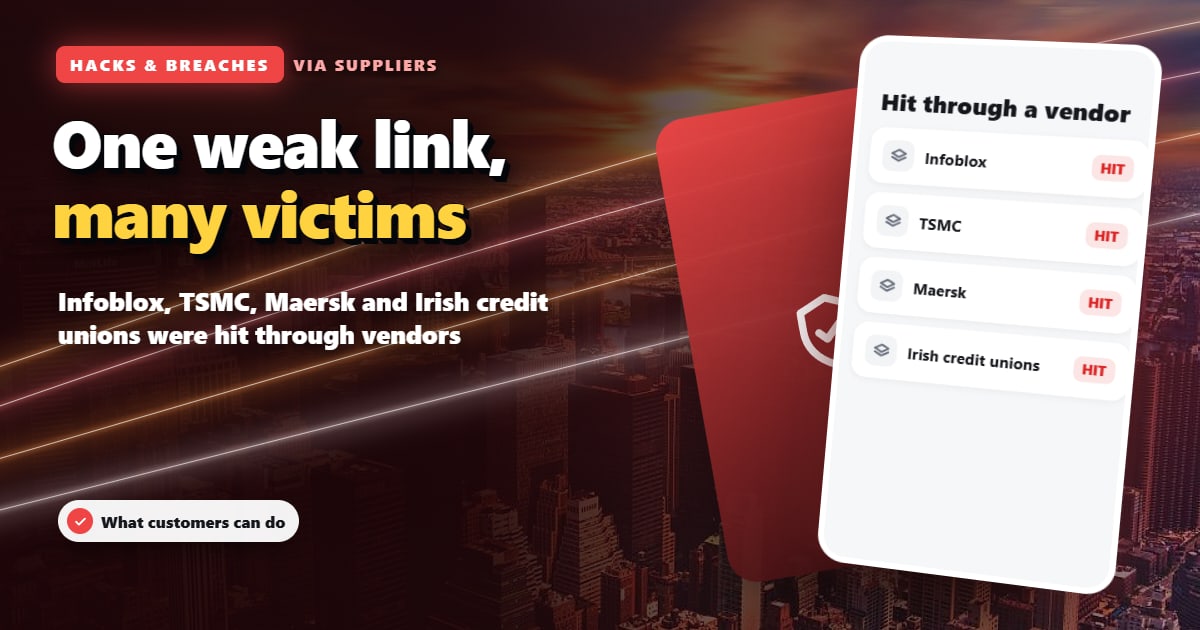 HACKS & BREACHES VIA SUPPLIERS
One weak link,
many victims
Infoblox, TSMC, Maersk and Irish credit
unions were hit through vendors
What customers can do
Hit through a vendor
Infoblox HIT
TSMC HIT
Maersk HIT
Irish credit unions HIT